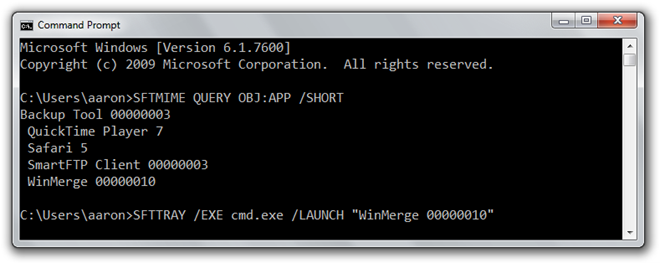 Command Prompt
Microsoft Windows [Version 6.1.7600]
Copyright (c) 2009 Microsoft Corporation.  All rights reserved.
C:\Users\aaron>SFTMIME QUERY OBJ:APP /SHORT
Backup Tool 00000003
 QuickTime Player 7
 Safari 5
 SmartFTP Client 00000003
 WinMerge 00000010
C:\Users\aaron>SFTTRAY /EXE cmd.exe /LAUNCH "WinMerge 00000010"